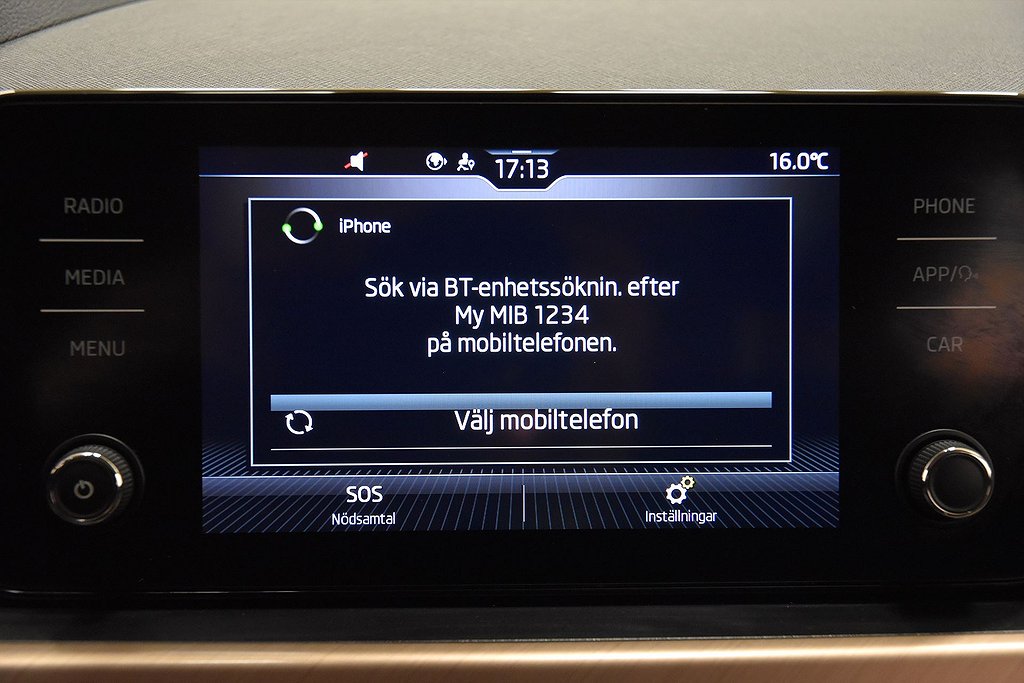 17:13
16.0°C
RADIO
MEDIA
MENU
iPhone
Sök via BT-enhetssöknin. efter
My MIB 1234
på mobiltelefonen.
Välj mobiltelefon
SOS
Nödsamtal
Inställningar
PHONE
APP/
CAR